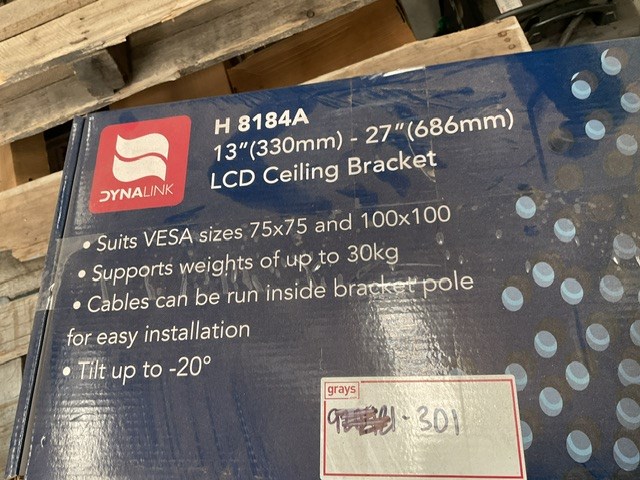 H 8184A
13"(330mm) - 27"(686mm)
LCD Ceiling Bracket
DYNALINK
• Suits VESA sizes 75x75 and 100x100
• Supports weights of up to 30kg
• Cables can be run inside bracket pole
for easy installation
• Tilt up to -20°
grays
- 301